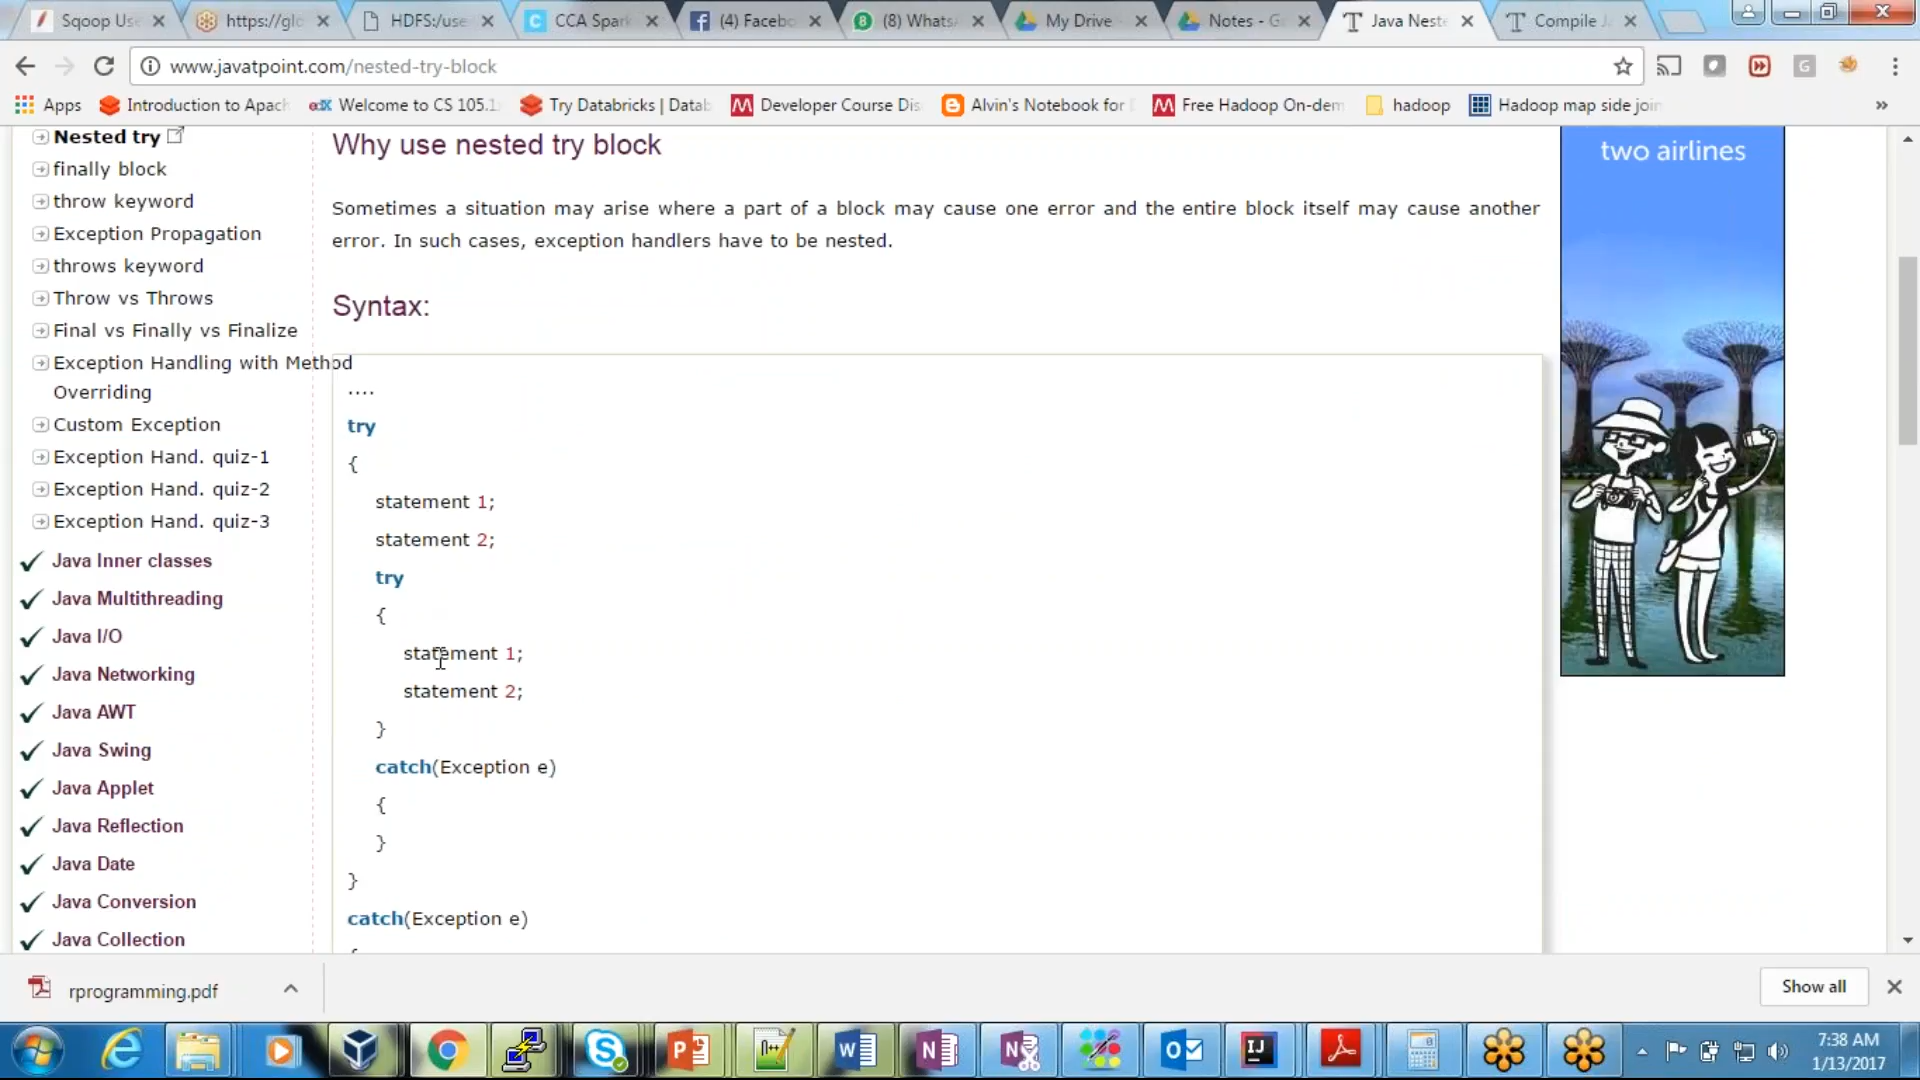 Sqoop Use
https://glo
HDFS:/use
CCA Spark
(4) Facebo
(8) Whats
My Drive -
Notes - G
Java Neste
Compile J
www.javatpoint.com/nested-try-block
Apps
Introduction to Apach
edX Welcome to CS 105.1
Try Databricks | Datab
Developer Course Dis
Alvin's Notebook for
Free Hadoop On-dem
hadoop
Hadoop map side join
»
Nested try
finally block
throw keyword
Exception Propagation
throws keyword
Throw vs Throws
Final vs Finally vs Finalize
Exception Handling with Method
Overriding
Custom Exception
Exception Hand. quiz-1
Exception Hand. quiz-2
Exception Hand. quiz-3
Java Inner classes
Java Multithreading
Java I/O
Java Networking
Java AWT
Java Swing
Java Applet
Java Reflection
Java Date
Java Conversion
Java Collection
Why use nested try block
Sometimes a situation may arise where a part of a block may cause one error and the entire block itself may cause another
error. In such cases, exception handlers have to be nested.
Syntax:
....
try
{
statement 1;
statement 2;
try
{
statement 1;
statement 2;
}
catch(Exception e)
{
}
}
catch(Exception e)
two airlines
rprogramming.pdf
Show all
7:38 AM
1/13/2017